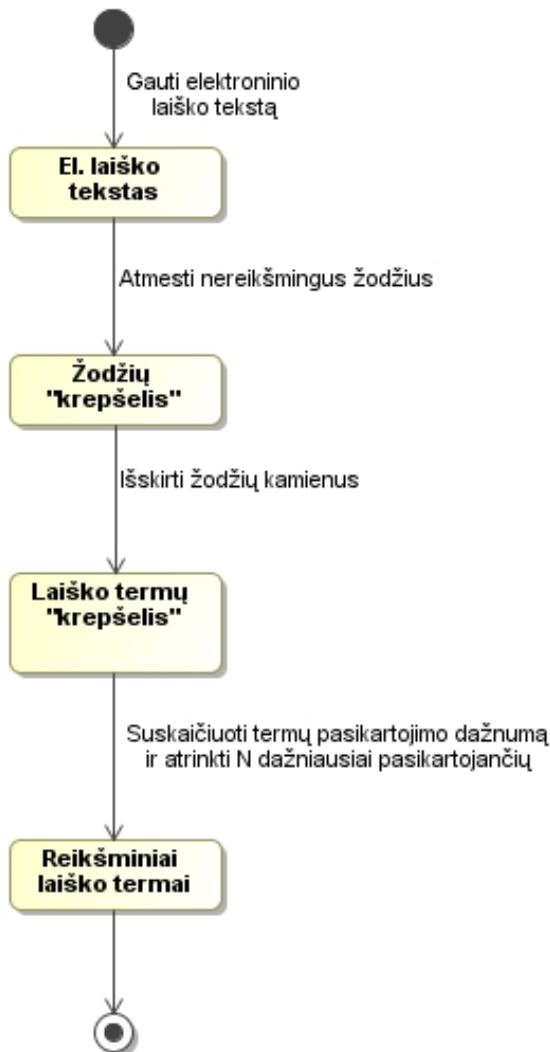 Gauti elektroninio
laiško tekstą
El. laiško
tekstas
Atmesti nereikšmingus žodžius
Žodžių
"krepšelis"
Išskirti žodžių kamienus
Laiško termų
"krepšelis"
Suskaičiuoti termų pasikartojimo dažnumą
ir atrinkti N dažniausiai pasikartojančių
Reikšminiai
laiško termai